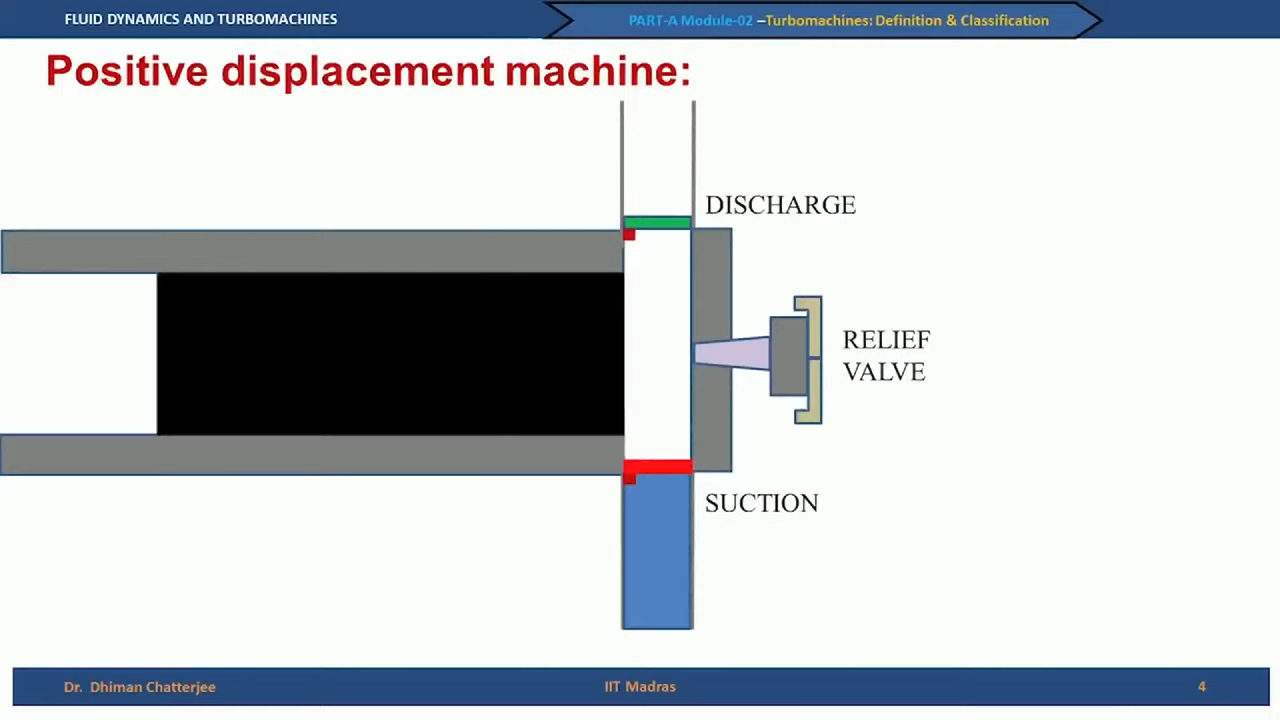 FLUID DYNAMICS AND TURBOMACHINES
PART-A Module-02 –Turbomachines: Definition & Classification
Positive displacement machine:
DISCHARGE
RELIEF
VALVE
SUCTION
Dr. Dhiman Chatterjee
IIT Madras
4